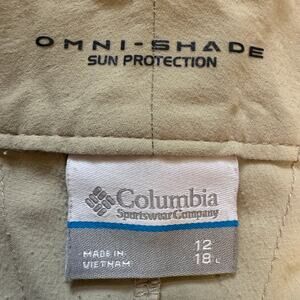 OMNI-SHADE
SUN PROTECTION
Columbia
Sportswear Company
MADE IN
VIETNAM
12
18 L